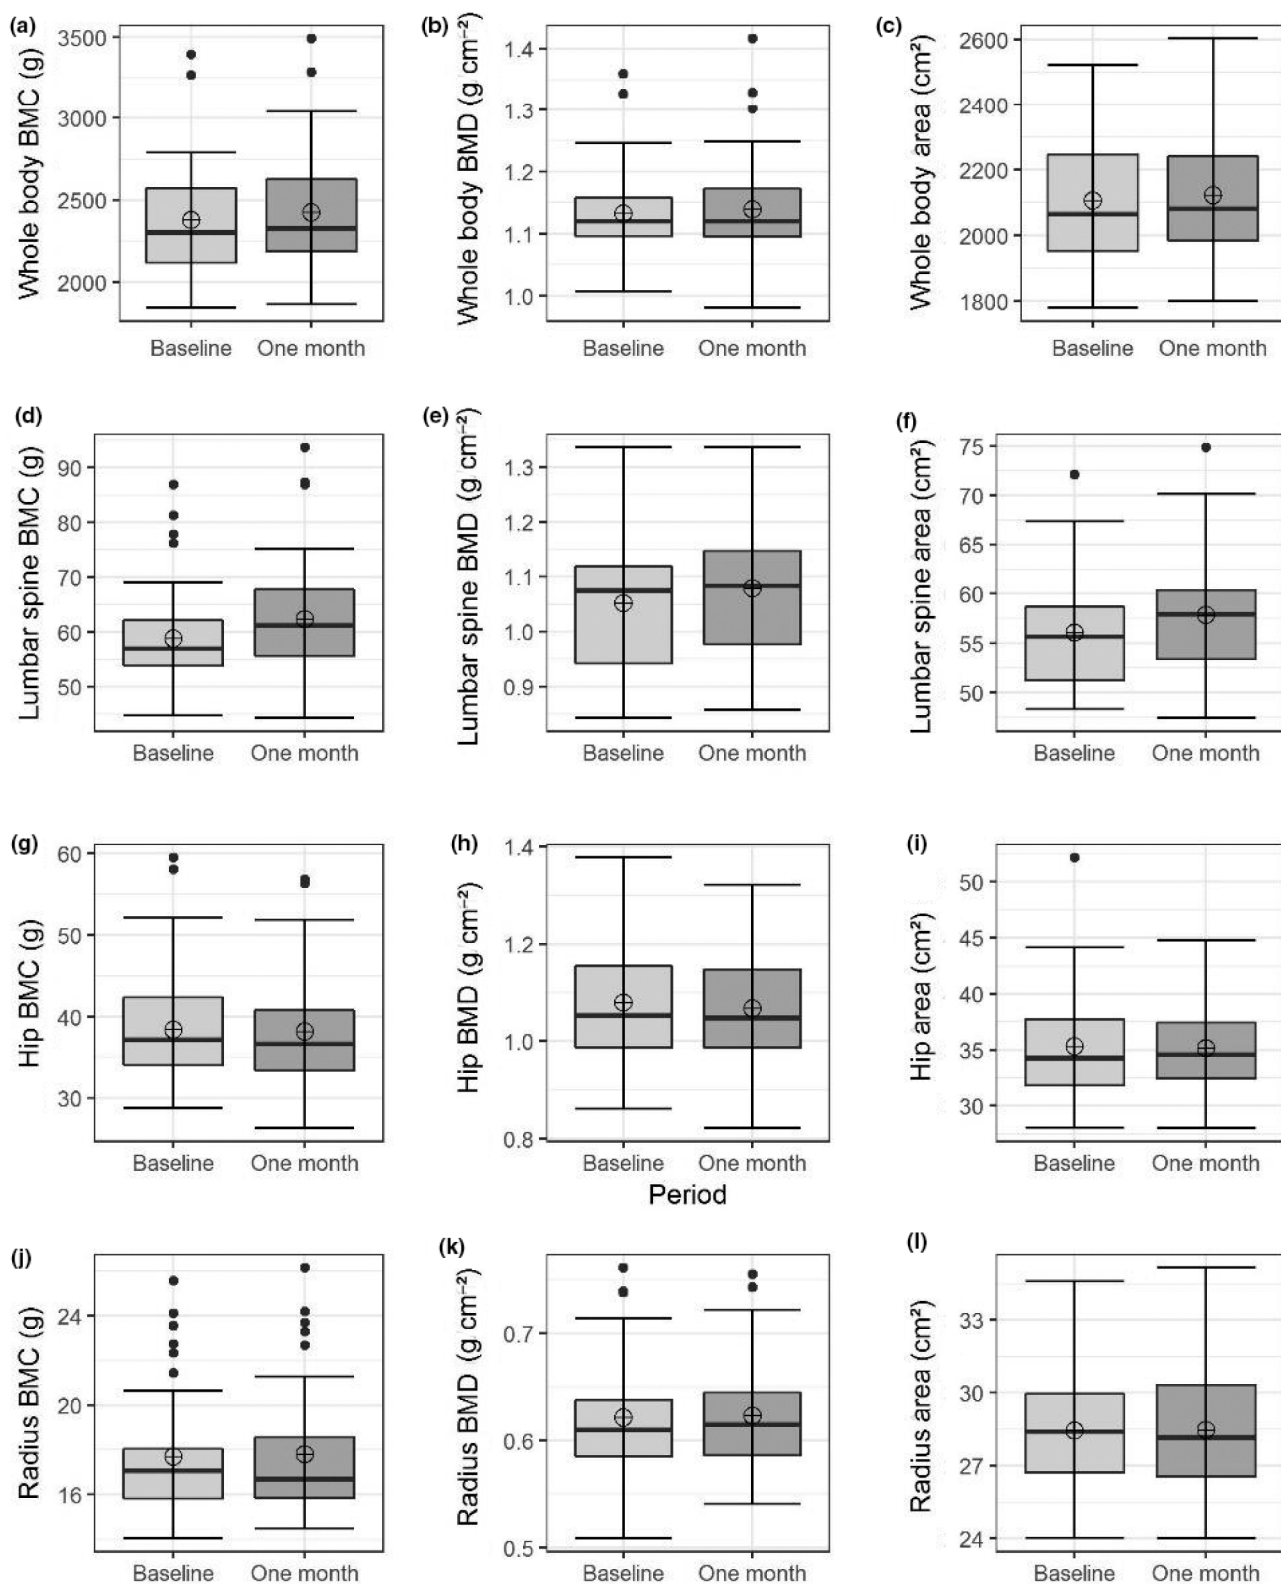 (a)
Whole body BMC (g)
3500
3000
2500
2000
Baseline One month
(b)
Whole body BMD (g cm⁻²)
1.4
1.3
1.2
1.1
1.0
Baseline One month
(c)
Whole body area (cm²)
2600
2400
2200
2000
1800
Baseline One month
(d)
Lumbar spine BMC (g)
90
80
70
60
50
Baseline One month
(e)
Lumbar spine BMD (g cm⁻²)
1.3
1.2
1.1
1.0
0.9
Baseline One month
(f)
Lumbar spine area (cm²)
75
70
65
60
55
50
Baseline One month
(g)
Hip BMC (g)
60
50
40
30
Baseline One month
(h)
Hip BMD (g cm⁻²)
1.4
1.2
1.0
0.8
Baseline One month
Period
(i)
Hip area (cm²)
50
45
40
35
30
Baseline One month
(j)
Radius BMC (g)
24
20
16
Baseline One month
(k)
Radius BMD (g cm⁻²)
0.7
0.6
0.5
Baseline One month
(l)
Radius area (cm²)
33
30
27
24
Baseline One month